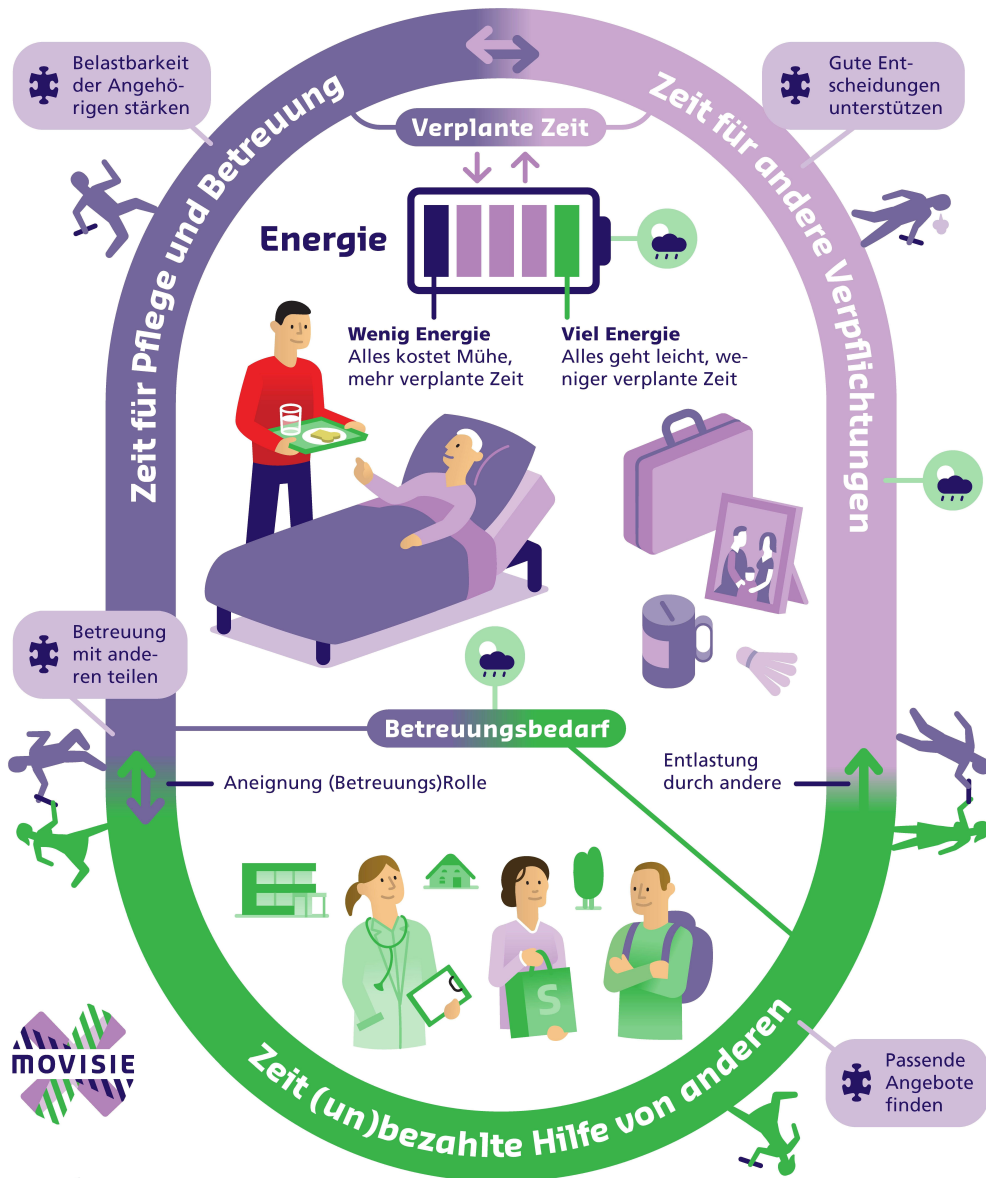 Belastbarkeit
der Angehö-
rigen stärken
Gute Ent-
scheidungen
unterstützen
Zeit für Pflege und Betreuung
Zeit für andere Verpflichtungen
Verplante Zeit
Energie
Wenig Energie
Alles kostet Mühe,
mehr verplante Zeit
Viel Energie
Alles geht leicht, we-
niger verplante Zeit
Betreuung
mit ande-
ren teilen
Betreuungsbedarf
Aneignung (Betreuungs)Rolle
Entlastung
durch andere
S
Zeit (un)bezahlte Hilfe von anderen
MOVISIE
Passende
Angebote
finden